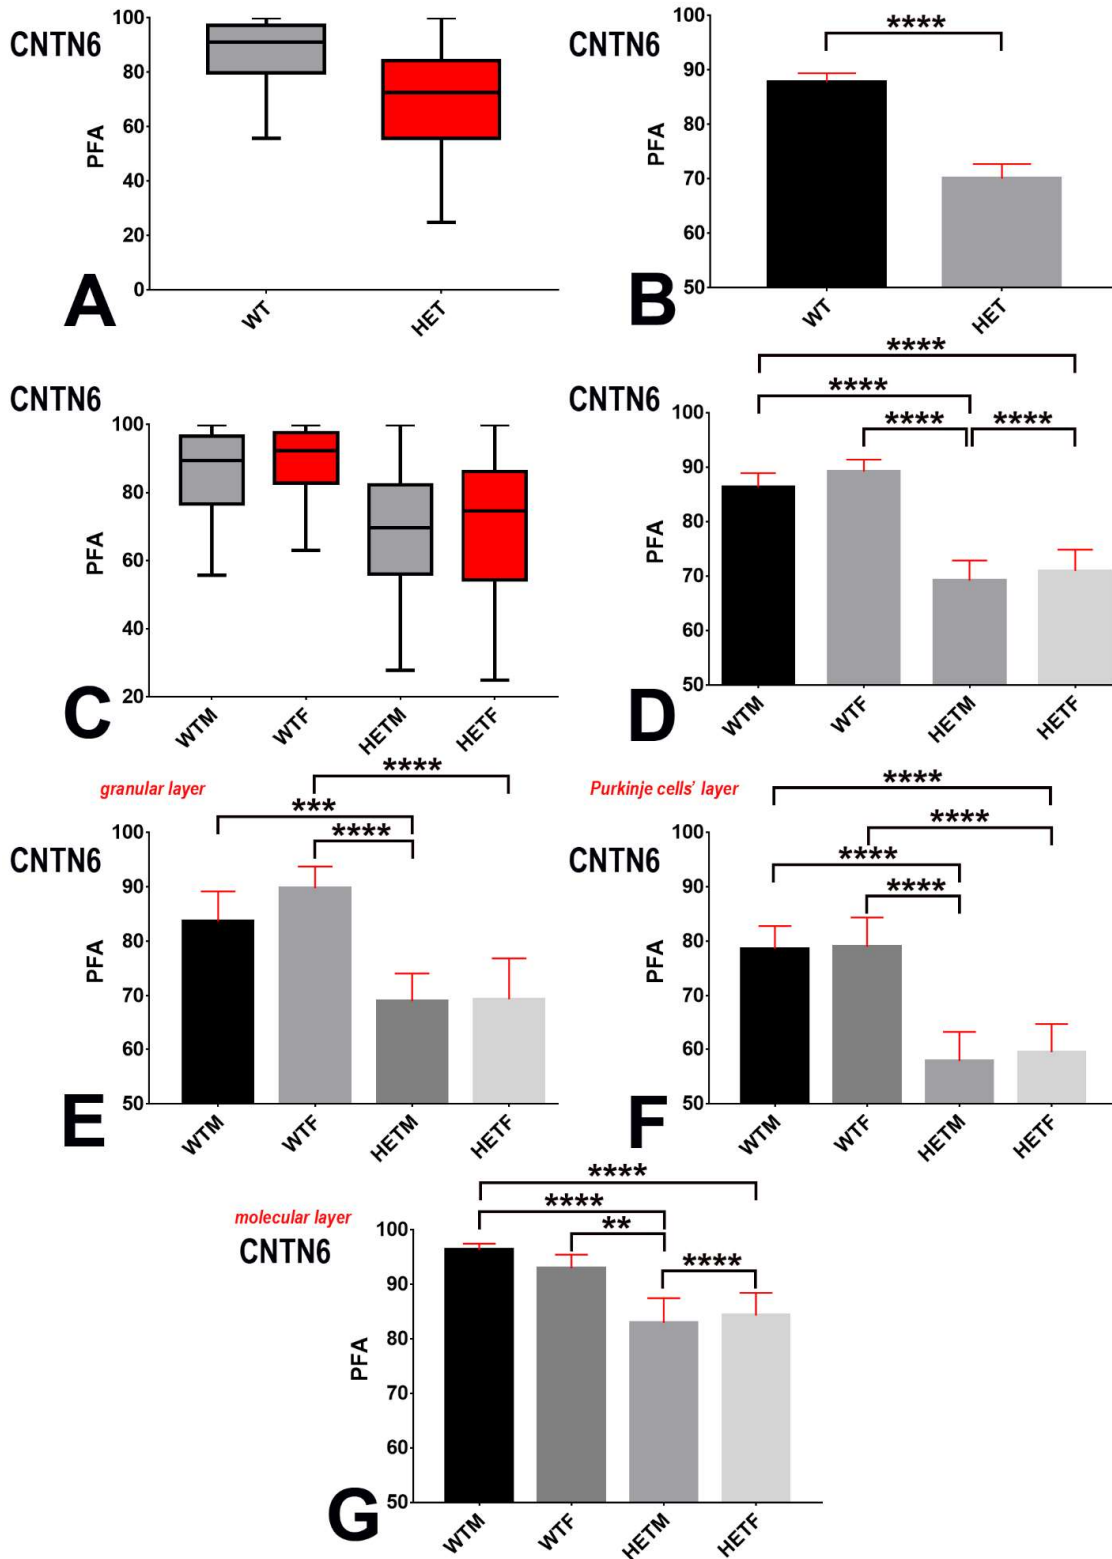 CNTN6
PFA
100
80
60
40
20
0
WT
HET
A
CNTN6
PFA
100
90
80
70
60
50
****
WT
HET
B
CNTN6
PFA
100
80
60
40
20
WTM
WTF
HETM
HETF
C
CNTN6
PFA
100
90
80
70
60
50
****
****
****
****
WTM
WTF
HETM
HETF
D
granular layer
CNTN6
PFA
100
90
80
70
60
50
****
***
****
WTM
WTF
HETM
HETF
E
Purkinje cells' layer
CNTN6
PFA
100
90
80
70
60
50
****
****
****
****
WTM
WTF
HETM
HETF
F
molecular layer
CNTN6
PFA
100
90
80
70
60
50
****
****
**
****
WTM
WTF
HETM
HETF
G